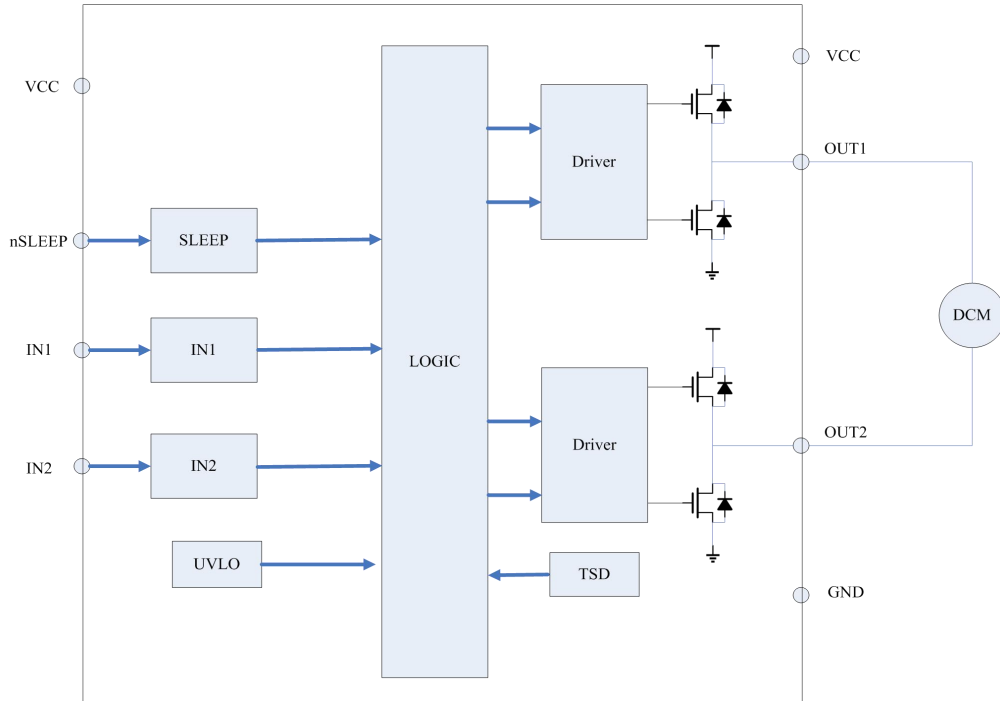 VCC
VCC
Driver
OUT1
nSLEEP
SLEEP
DCM
IN1
IN1
LOGIC
OUT2
Driver
IN2
IN2
UVLO
TSD
GND